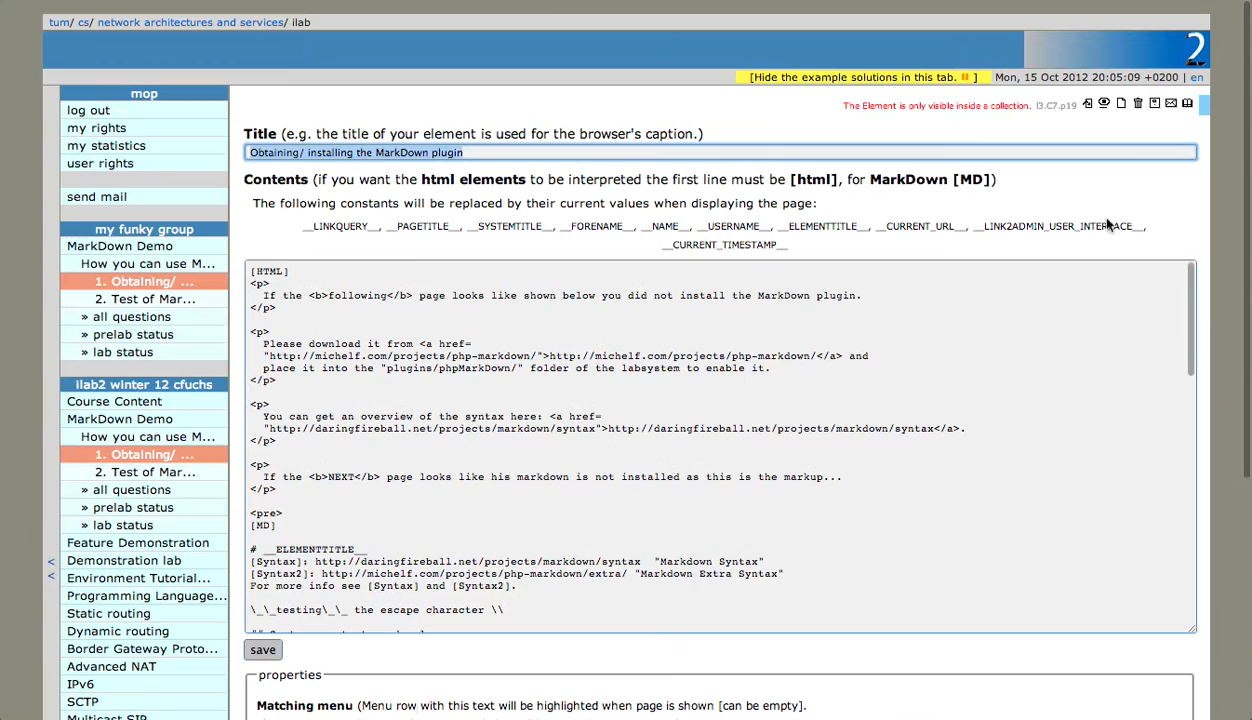 tum/ cs/ network architectures and services/ ilab
2
[Hide the example solutions in this tab. ] Mon, 15 Oct 2012 20:05:09 +0200 | en
mop
log out
my rights
my statistics
user rights
send mail
my funky group
MarkDown Demo
How you can use M...
1. Obtaining/ ...
2. Test of Mar...
» all questions
» prelab status
» lab status
ilab2 winter 12 cfuchs
Course Content
MarkDown Demo
How you can use M...
1. Obtaining/ ...
2. Test of Mar...
» all questions
» prelab status
» lab status
Feature Demonstration
< Demonstration lab
< Environment Tutorial...
Programming Language...
Static routing
Dynamic routing
Border Gateway Proto...
Advanced NAT
IPv6
SCTP
Multicast SIP
The Element is only visible inside a collection. l3.C7.p19
Title (e.g. the title of your element is used for the browser's caption.)
Obtaining/ installing the MarkDown plugin
Contents (if you want the html elements to be interpreted the first line must be [html], for MarkDown [MD])
The following constants will be replaced by their current values when displaying the page:
__LINKQUERY__, __PAGETITLE__, __SYSTEMTITLE__, __FORENAME__, __NAME__, __USERNAME__, __ELEMENTTITLE__, __CURRENT_URL__, __LINK2ADMIN_USER_INTERFACE__,
__CURRENT_TIMESTAMP__
[HTML]
<p>
If the <b>following</b> page looks like shown below you did not install the MarkDown plugin.
</p>
<p>
Please download it from <a href=
"http://michelf.com/projects/php-markdown/">http://michelf.com/projects/php-markdown/</a> and
place it into the "plugins/phpMarkDown/" folder of the labsystem to enable it.
</p>
<p>
You can get an overview of the syntax here: <a href=
"http://daringfireball.net/projects/markdown/syntax">http://daringfireball.net/projects/markdown/syntax</a>.
</p>
<p>
If the <b>NEXT</b> page looks like his markdown is not installed as this is the markup...
</p>
<pre>
[MD]
# __ELEMENTTITLE__
[Syntax]: http://daringfireball.net/projects/markdown/syntax "Markdown Syntax"
[Syntax2]: http://michelf.com/projects/php-markdown/extra/ "Markdown Extra Syntax"
For more info see [Syntax] and [Syntax2].
\_\_testing\_\_ the escape character \\
save
properties
Matching menu (Menu row with this text will be highlighted when page is shown [can be empty].